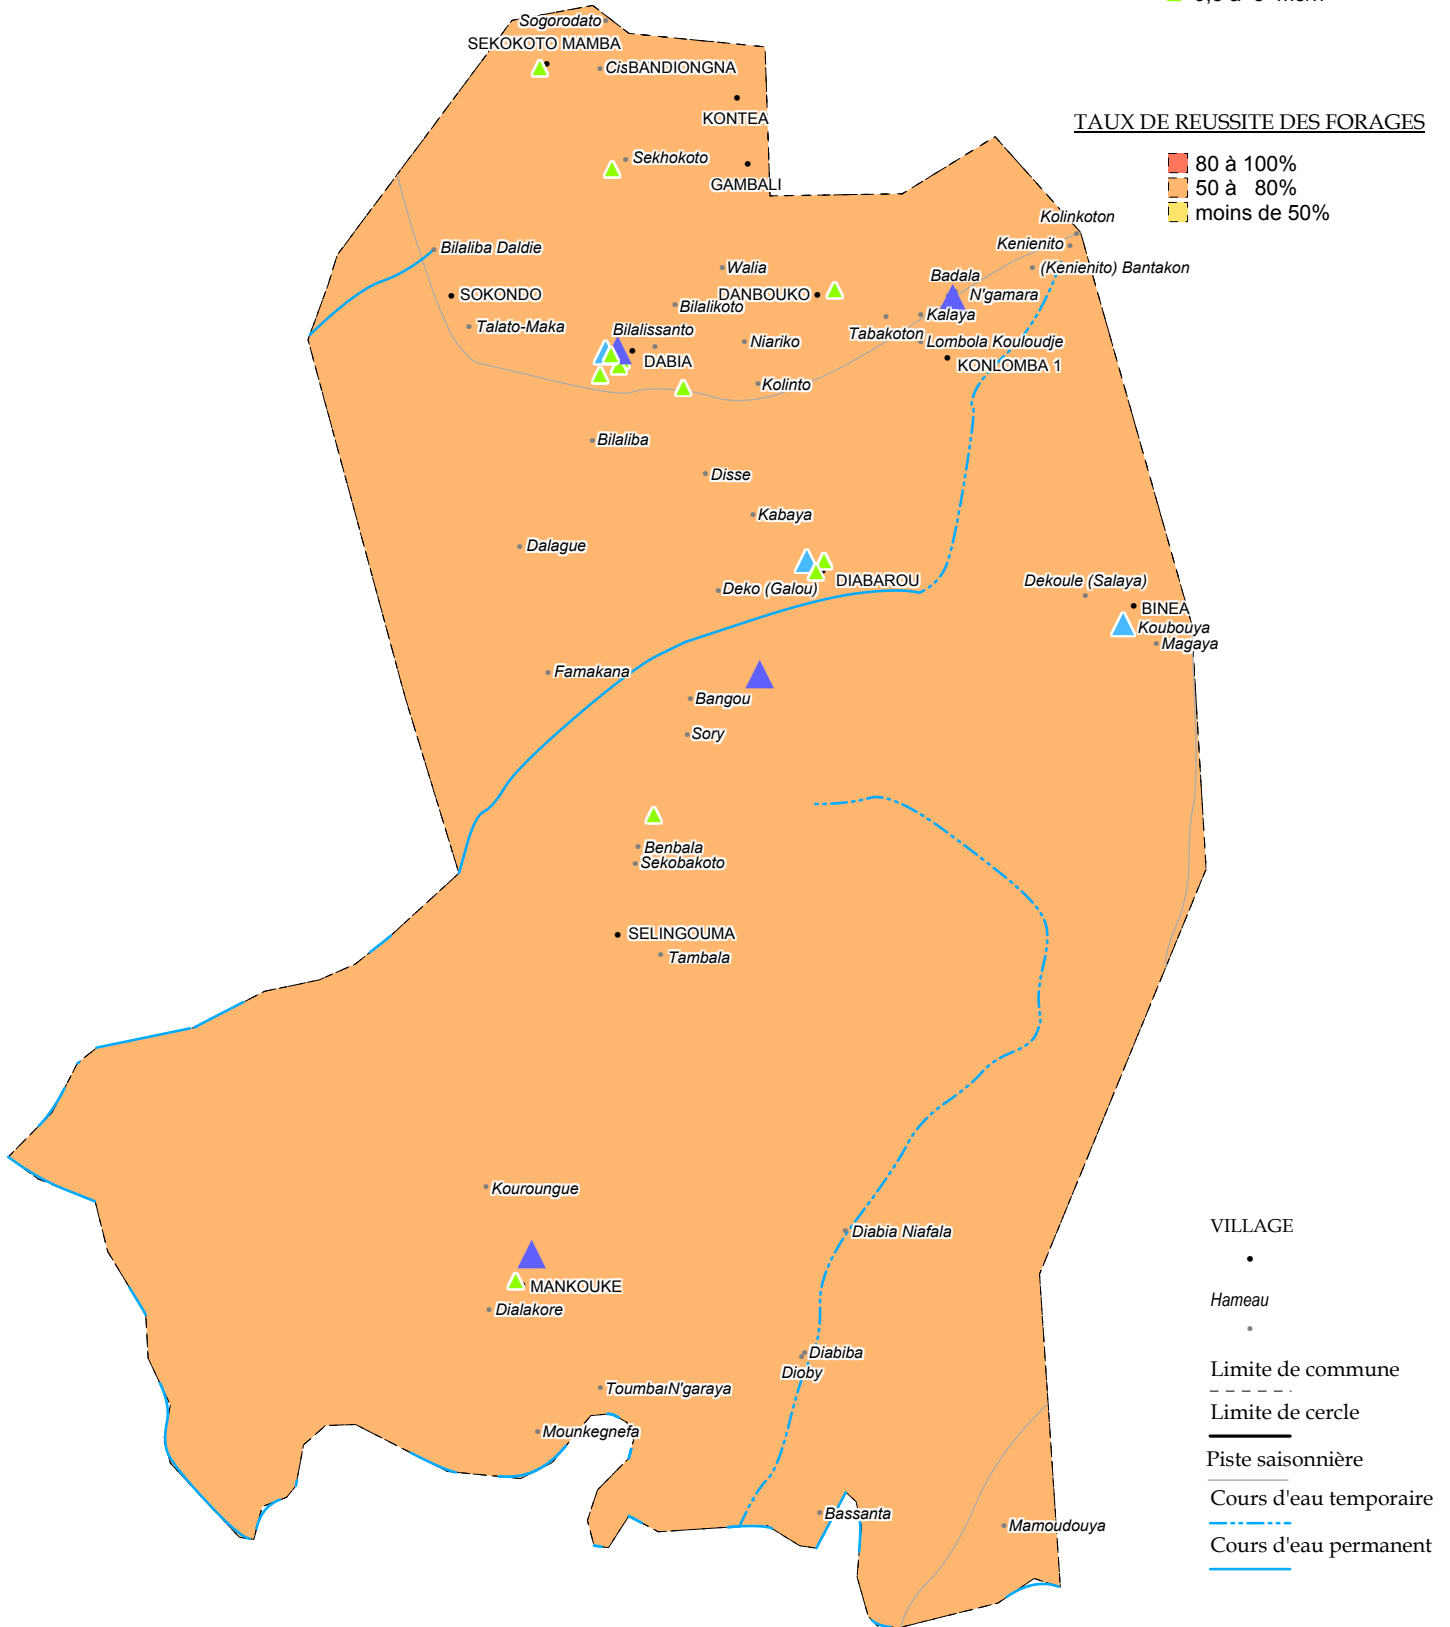 TAUX DE REUSSITE DES FORAGES
80 à 100%
50 à 80%
moins de 50%
Sogorodato
SEKOKOTO MAMBA
CisBANDIONGNA
KONTEA
Sekhokoto
GAMBALI
Kolinkoton
Kenienito
Bilaliba Daldie
Walia
(Kenienito) Bantakon
Badala
SOKONDO
DANBOUKO
N'gamara
Bilalikoto
Kalaya
Talato-Maka
Bilalissanto
Tabakoton
Niariko
Lombola Kouloudje
DABIA
KONLOMBA 1
Kolinto
Bilaliba
Disse
Kabaya
Dalague
DIABAROU
Dekoule (Salaya)
Deko (Galou)
BINEA
Koubouya
Magaya
Famakana
Bangou
Sory
Benbala
Sekobakoto
SELINGOUMA
Tambala
Kouroungue
Diabia Niafala
MANKOUKE
Dialakore
Diabiba
Dioby
N'garaya
Mounkegnefa
Bassanta
Mamoudouya
VILLAGE
Hameau
Limite de commune
Limite de cercle
Piste saisonnière
Cours d'eau temporaire
Cours d'eau permanent